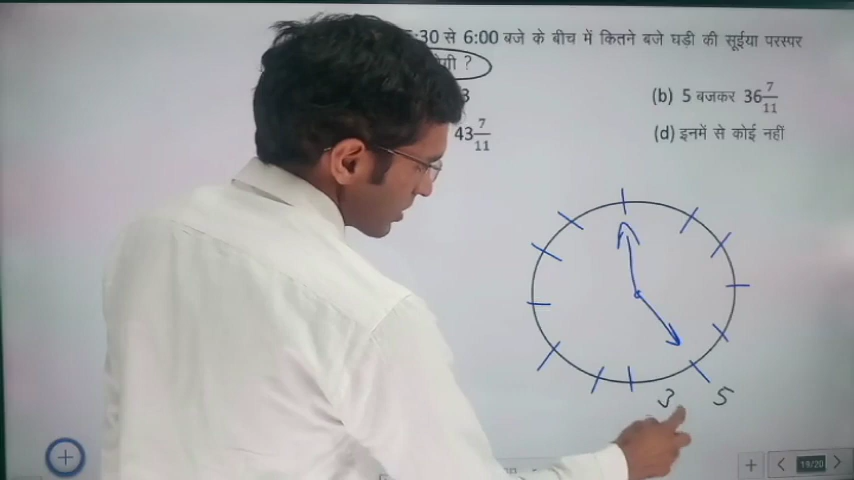 :30 से 6:00 बजे के बीच में कितने बजे घड़ी की सूईया परस्पर
?
3
(b) 5 बजकर 36 7/11
43 7/11
(d) इनमें से कोई नहीं
3 5
19/20